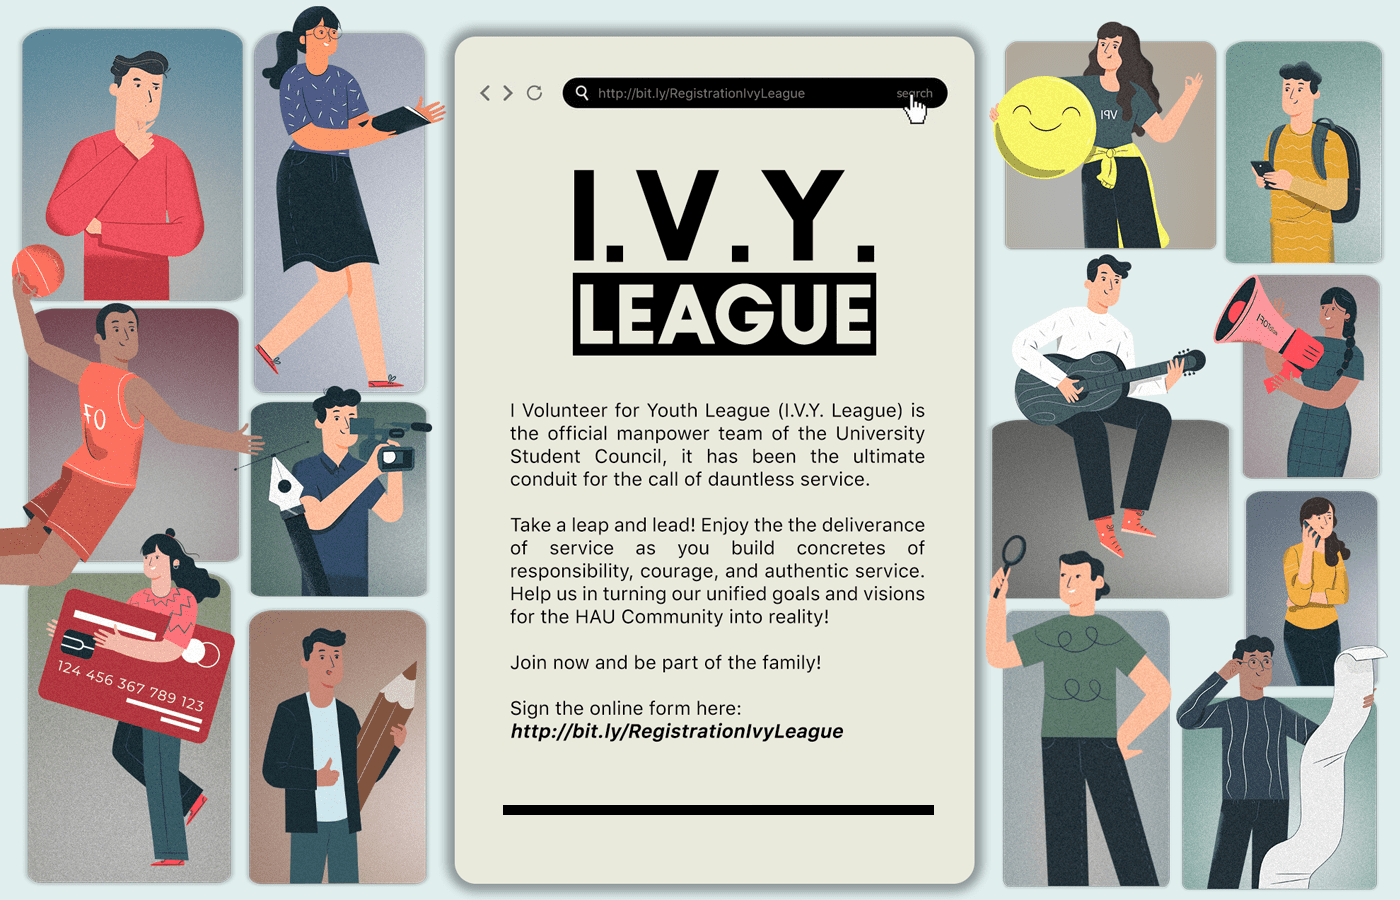 http://bit.ly/RegistrationIvyLeague search
I.V.Y.
LEAGUE
I Volunteer for Youth League (I.V.Y. League) is
the official manpower team of the University
Student Council, it has been the ultimate
conduit for the call of dauntless service.
Take a leap and lead! Enjoy the the deliverance
of service as you build concretes of
responsibility, courage, and authentic service.
Help us in turning our unified goals and visions
for the HAU Community into reality!
Join now and be part of the family!
Sign the online form here:
http://bit.ly/RegistrationIvyLeague
FO
124 456 367 789 123
VPI